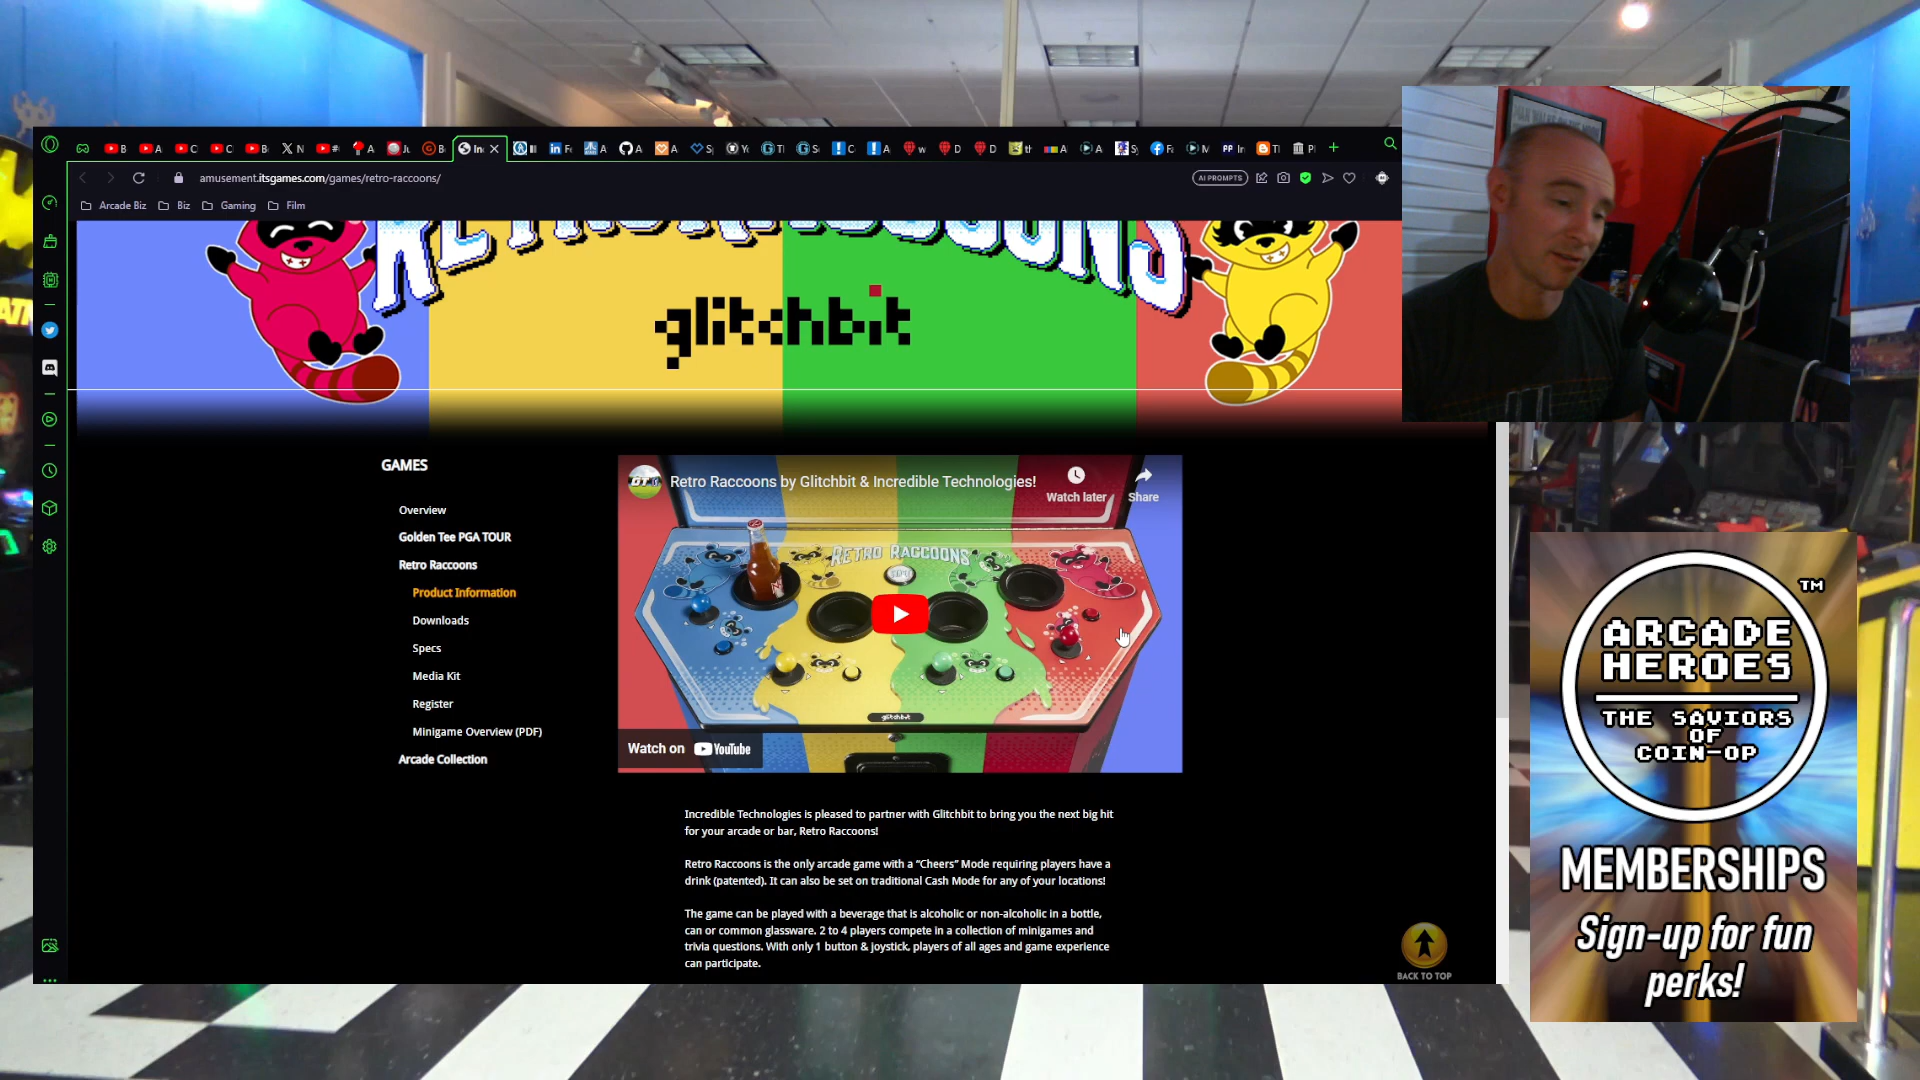 amusement.itsgames.com/games/retro-raccoons/
AI PROMPTS
Arcade Biz
Biz
Gaming
Film
RETRO RACCOONS
glitchbit
GAMES
Overview
Golden Tee PGA TOUR
Retro Raccoons
Product Information
Downloads
Specs
Media Kit
Register
Minigame Overview (PDF)
Arcade Collection
Retro Raccoons by Glitchbit & Incredible Technologies!
Watch later
Share
RETRO RACCOONS
glitchbit
Watch on YouTube
Incredible Technologies is pleased to partner with Glitchbit to bring you the next big hit
for your arcade or bar, Retro Raccoons!
Retro Raccoons is the only arcade game with a “Cheers” Mode requiring players have a
drink (patented). It can also be set on traditional Cash Mode for any of your locations!
The game can be played with a beverage that is alcoholic or non-alcoholic in a bottle,
can or common glassware. 2 to 4 players compete in a collection of minigames and
trivia questions. With only 1 button & joystick, players of all ages and game experience
can participate.
BACK TO TOP
TM
ARCADE
HEROES
THE SAVIORS
OF
COIN-OP
MEMBERSHIPS
Sign-up for fun
perks!